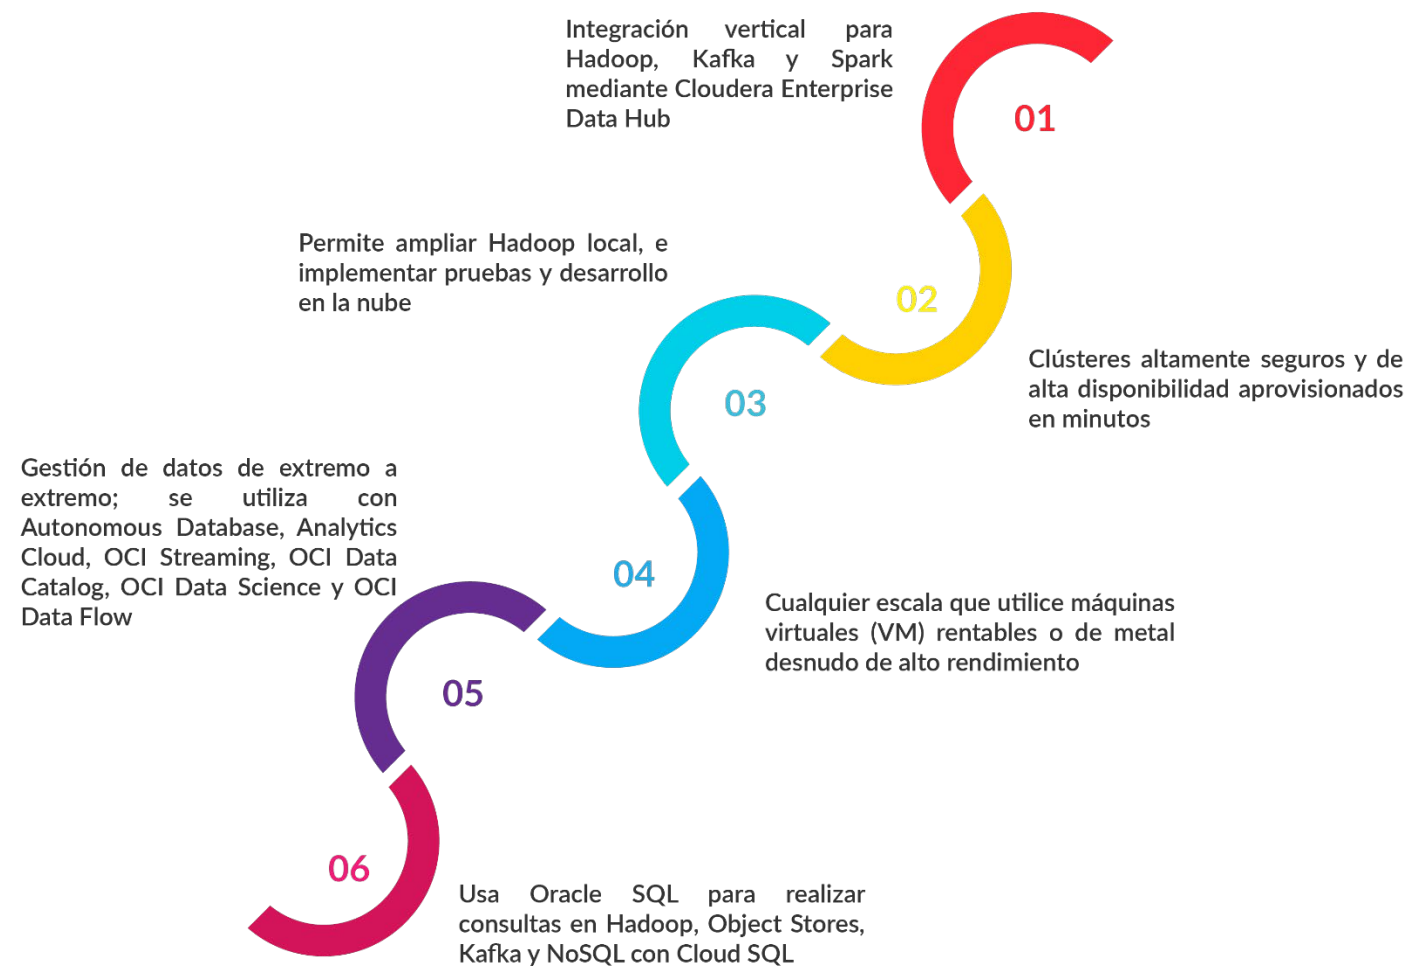 Integración vertical para
Hadoop, Kafka y Spark
mediante Cloudera Enterprise
Data Hub
01
02
Clústeres altamente seguros y de
alta disponibilidad aprovisionados
en minutos
Permite ampliar Hadoop local, e
implementar pruebas y desarrollo
en la nube
03
04
Cualquier escala que utilice máquinas
virtuales (VM) rentables o de metal
desnudo de alto rendimiento
Gestión de datos de extremo a
extremo; se utiliza con
Autonomous Database, Analytics
Cloud, OCI Streaming, OCI Data
Catalog, OCI Data Science y OCI
Data Flow
05
06
Usa Oracle SQL para realizar
consultas en Hadoop, Object Stores,
Kafka y NoSQL con Cloud SQL